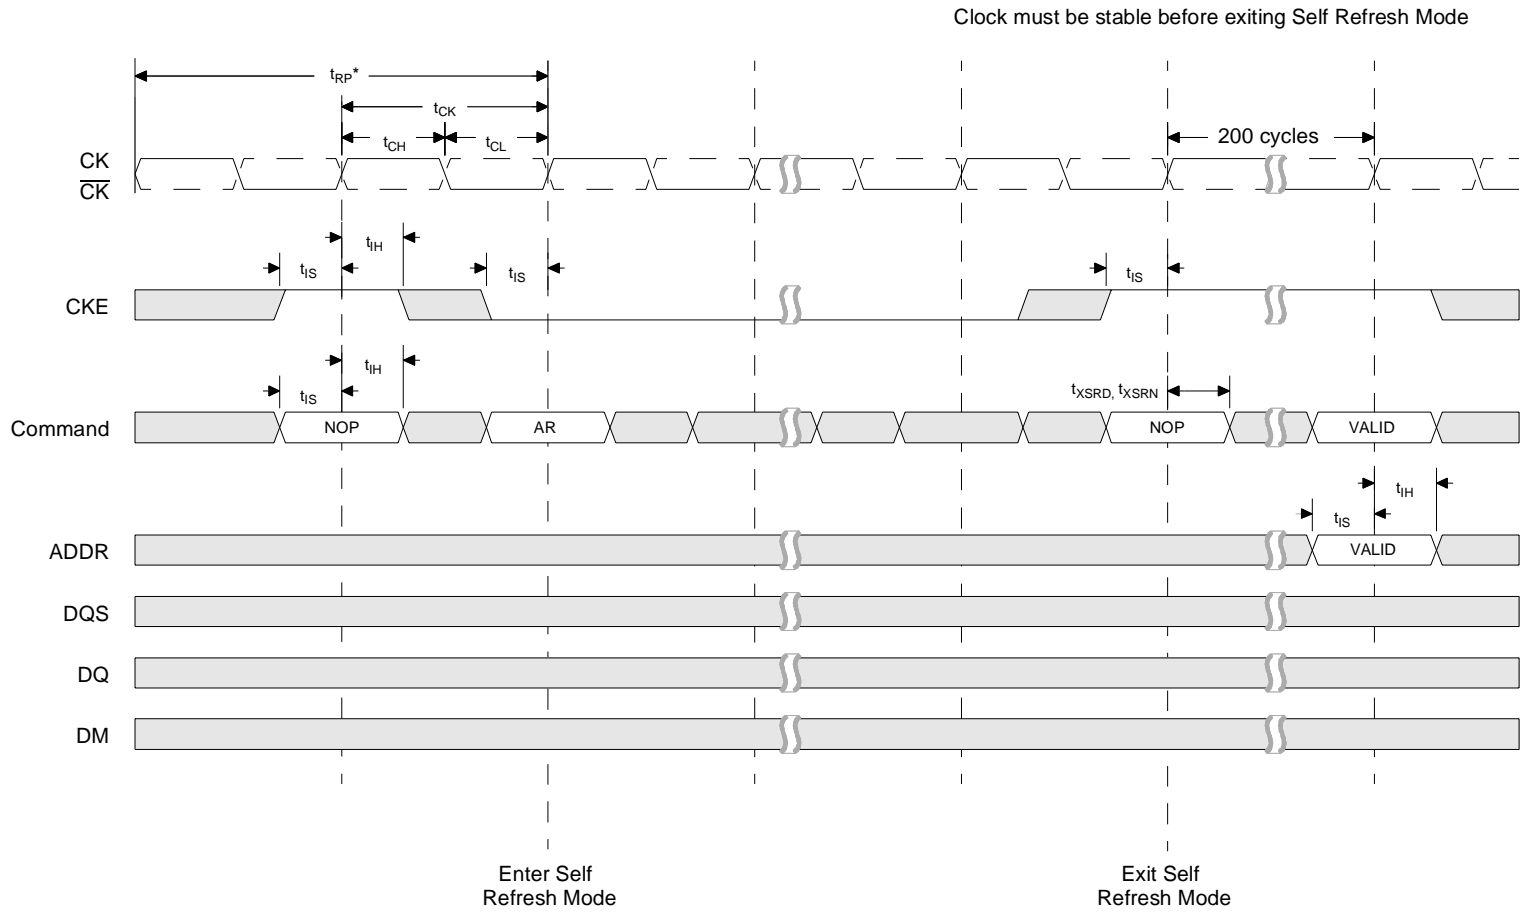 Clock must be stable before exiting Self Refresh Mode
tRP*
tCK
tCH
tCL
200 cycles
CK
CK
tIH
tIS
tIS
tIS
CKE
tIH
tIS
tXSRD, tXSRN
Command
NOP
AR
NOP
VALID
tIH
tIS
ADDR
VALID
DQS
DQ
DM
Enter Self
Refresh Mode
Exit Self
Refresh Mode